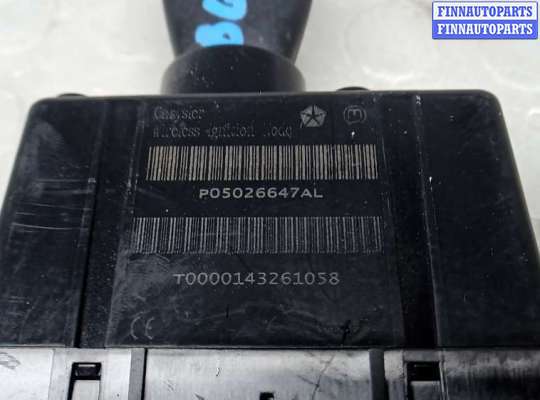 FINNAUTOPARTS
FINNAUTOPARTS
Chrysler
Wireless Ignition Node
P05026647AL
T0000143261058
CE